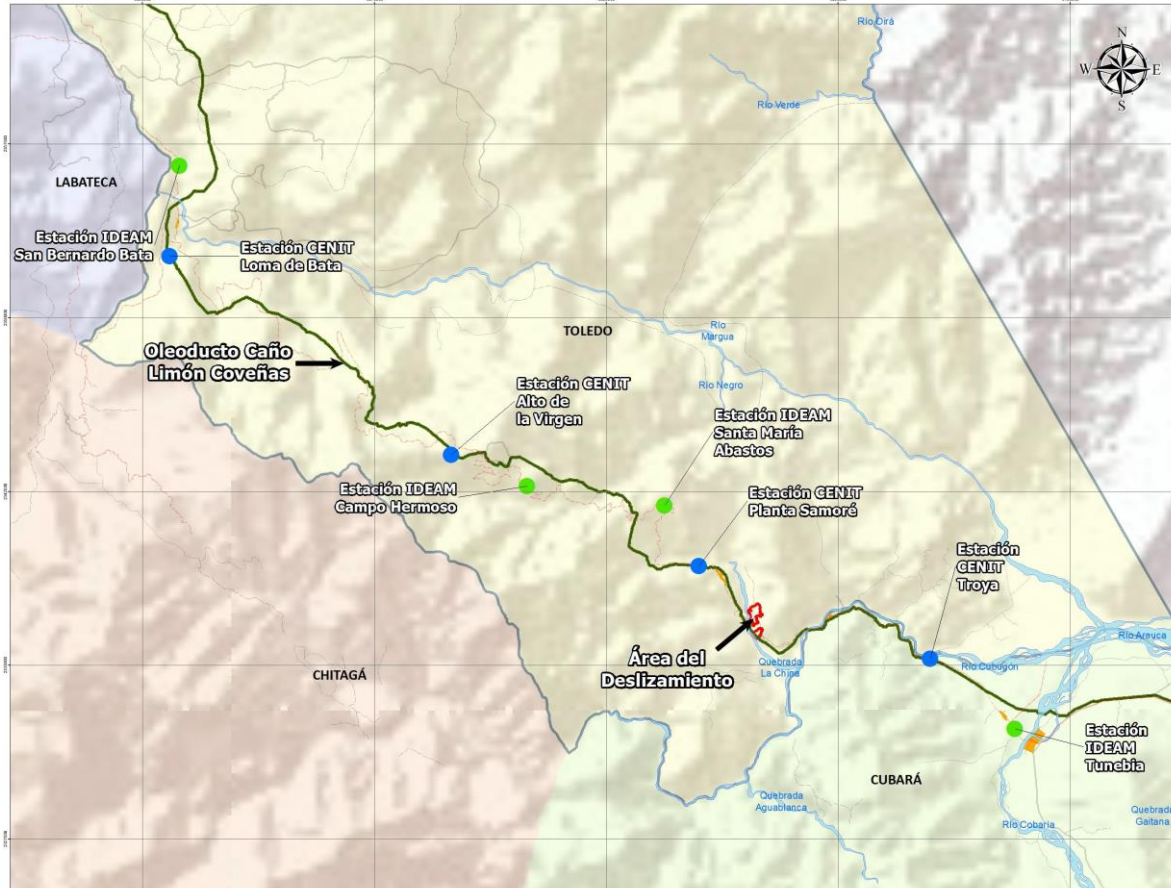 Río Oirá
N
W
E
S
Río Verde
LABATECA
Estación IDEAM
San Bernardo Bata
Estación CENIT
Loma de Bata
TOLEDO
Río
Margua
Oleoducto Caño
Limón Coveñas
Río Negro
Estación CENIT
Alto de
la Virgen
Estación IDEAM
Santa María
Abastos
Estación IDEAM
Campo Hermoso
Estación CENIT
Planta Samoré
Estación
CENIT
Troya
Río Arauca
Área del
Deslizamiento
Quebrada
La China
Río Cubugón
CHITAGÁ
Estación
IDEAM
Tunebia
CUBARÁ
Quebrada
Aguablanca
Río Cobaría
Quebrada
Gaitana